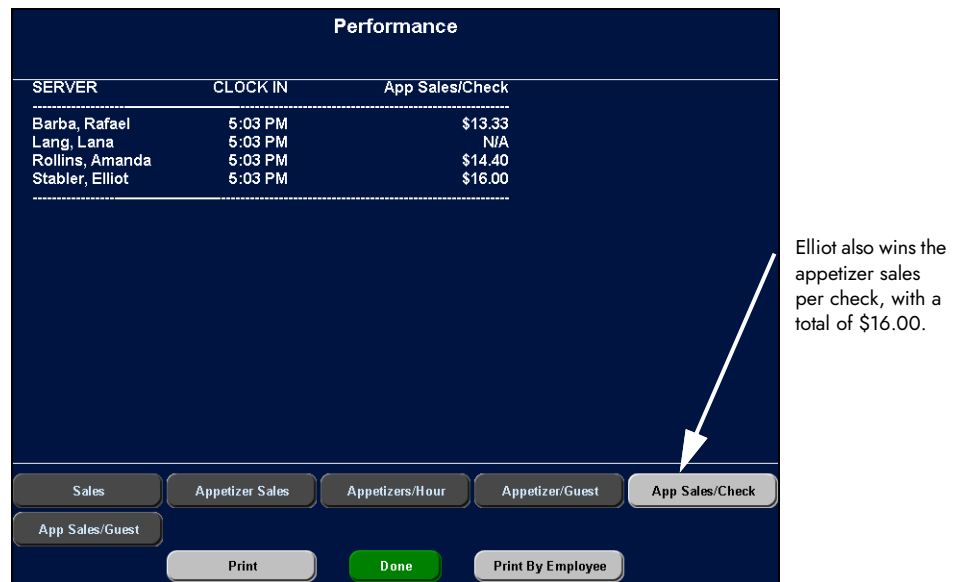 Performance
SERVER CLOCK IN App Sales/Check
Barba, Rafael 5:03 PM $13.33
Lang, Lana 5:03 PM N/A
Rollins, Amanda 5:03 PM $14.40
Stabler, Elliot 5:03 PM $16.00
Elliot also wins the
appetizer sales
per check, with a
total of $16.00.
Sales Appetizer Sales Appetizers/Hour Appetizer/Guest App Sales/Check
App Sales/Guest
Print Done Print By Employee